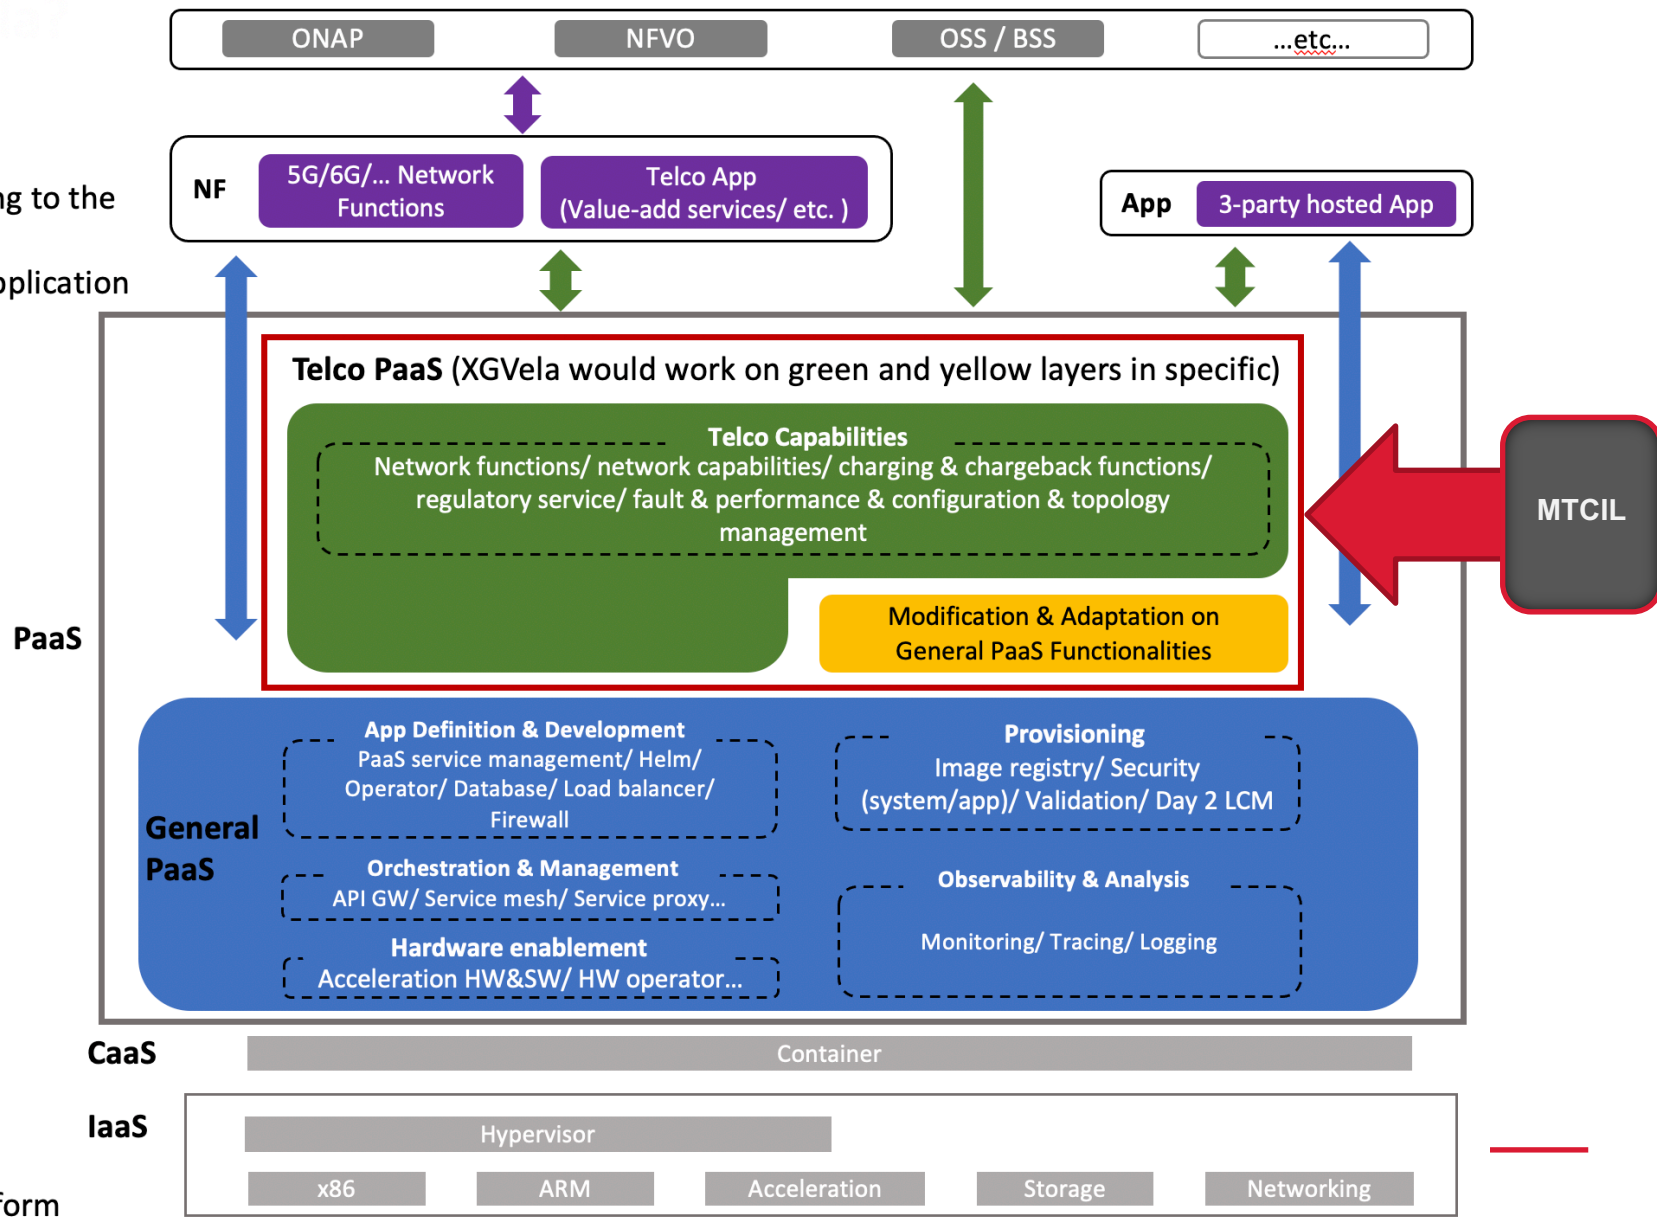 ONAP
NFVO
OSS / BSS
...etc...
NF
5G/6G/... Network
Functions
Telco App
(Value-add services/ etc. )
App
3-party hosted App
ng to the
pplication
Telco PaaS (XGVela would work on green and yellow layers in specific)
Telco Capabilities
Network functions/ network capabilities/ charging & chargeback functions/
regulatory service/ fault & performance & configuration & topology
management
MTCIL
Modification & Adaptation on
General PaaS Functionalities
PaaS
General
PaaS
App Definition & Development
PaaS service management/ Helm/
Operator/ Database/ Load balancer/
Firewall
Provisioning
Image registry/ Security
(system/app)/ Validation/ Day 2 LCM
Orchestration & Management
API GW/ Service mesh/ Service proxy...
Observability & Analysis
Monitoring/ Tracing/ Logging
Hardware enablement
Acceleration HW&SW/ HW operator...
CaaS
Container
IaaS
Hypervisor
x86
ARM
Acceleration
Storage
Networking
form